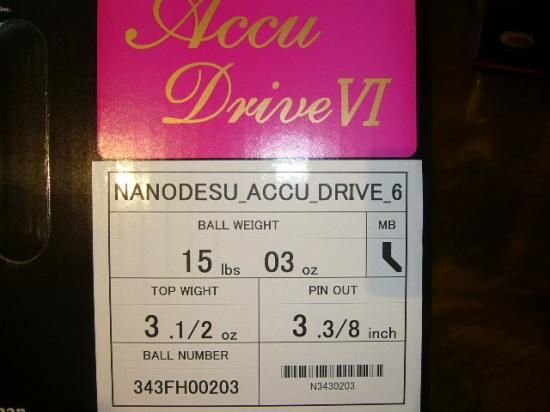 Inc.
Accu
Drive VI
NANODESU_ACCU_DRIVE_6
BALL WEIGHT MB
15 lbs 03 oz
TOP WIGHT PIN OUT
3 .1/2 oz 3 .3/8 inch
BALL NUMBER
343FH00203 N3430203